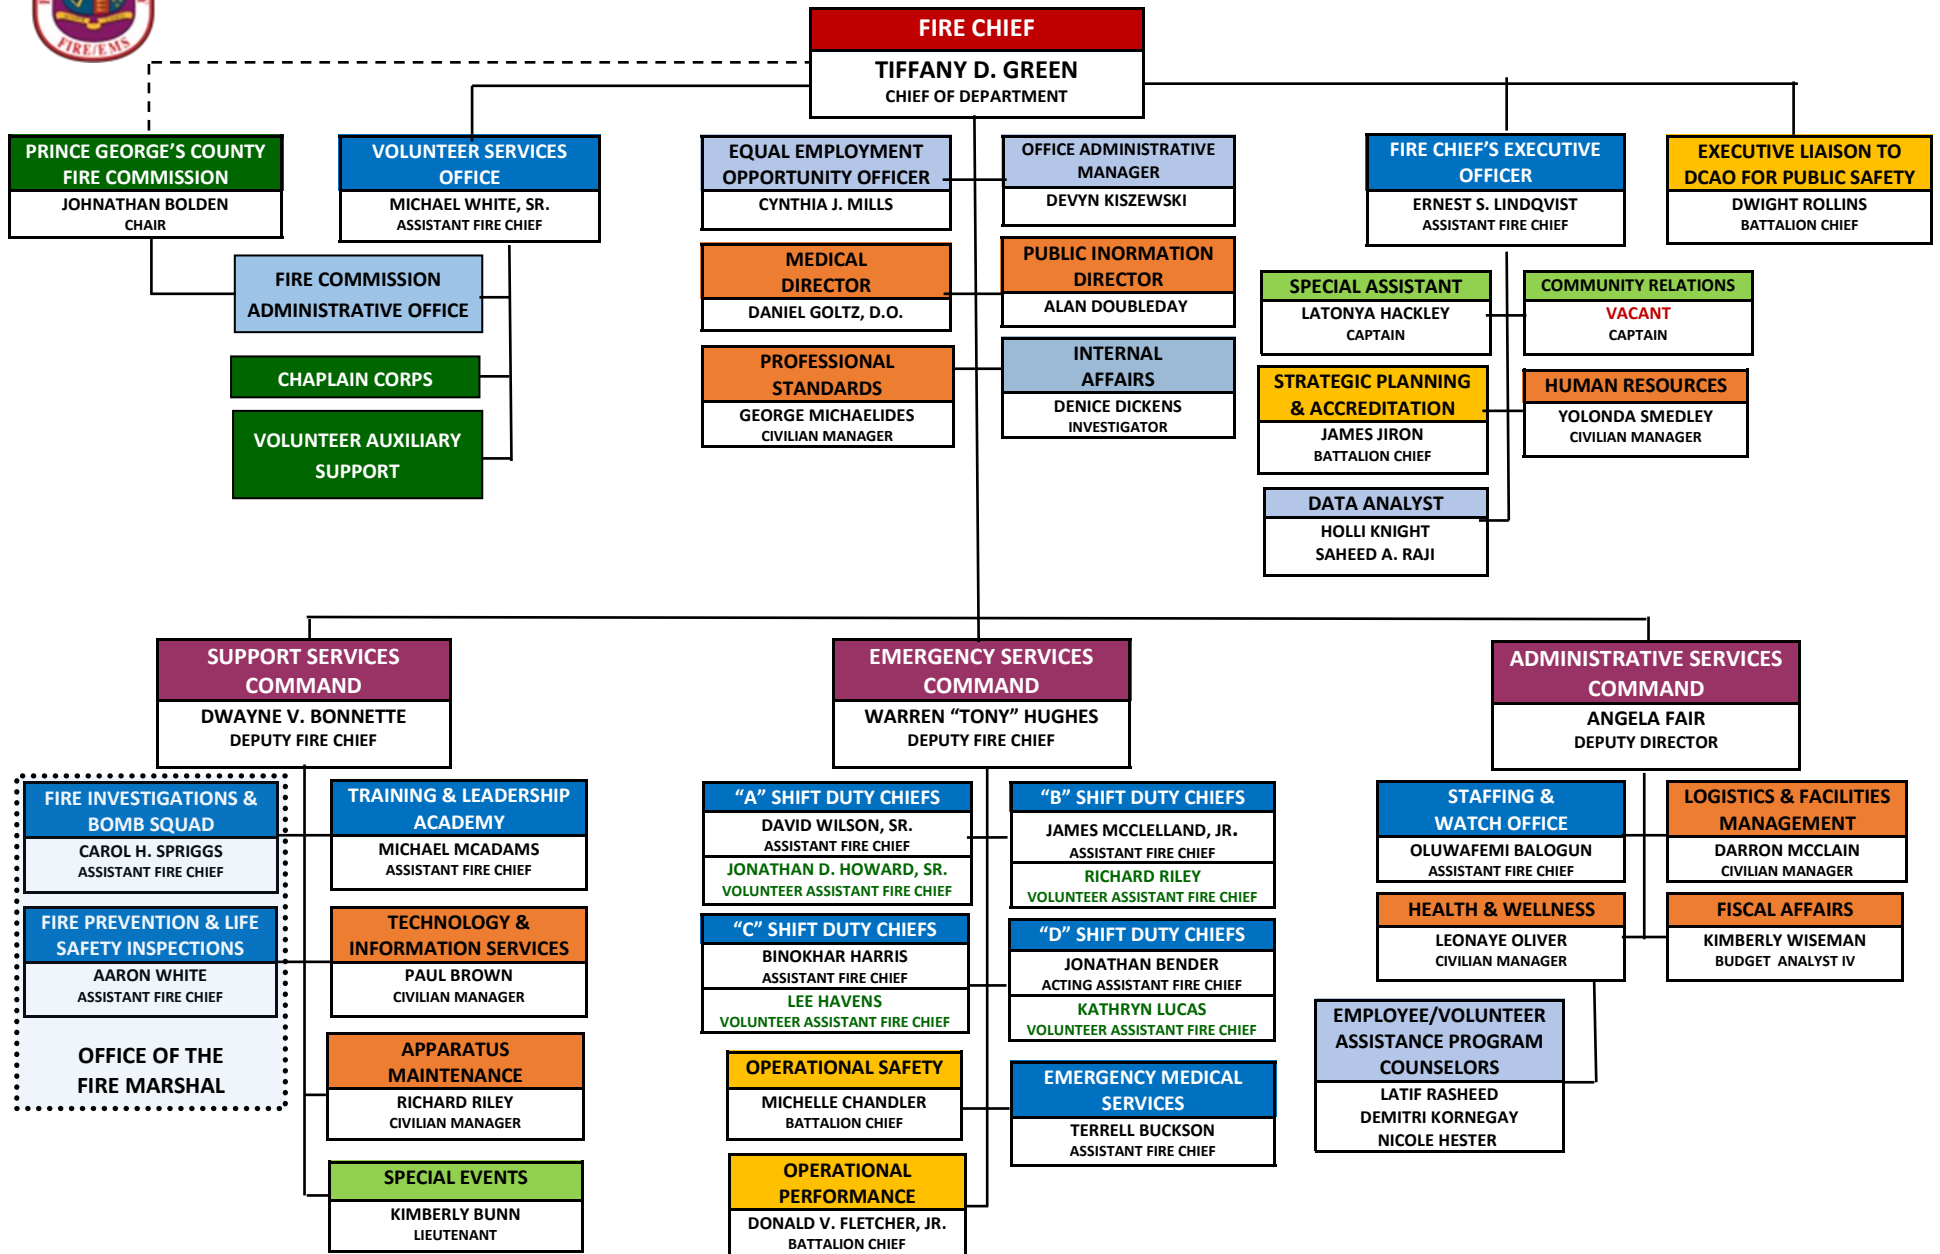 FIRE/EMS
FIRE CHIEF
TIFFANY D. GREEN
CHIEF OF DEPARTMENT
PRINCE GEORGE'S COUNTY
FIRE COMMISSION
JOHNATHAN BOLDEN
CHAIR
VOLUNTEER SERVICES
OFFICE
MICHAEL WHITE, SR.
ASSISTANT FIRE CHIEF
FIRE COMMISSION
ADMINISTRATIVE OFFICE
CHAPLAIN CORPS
VOLUNTEER AUXILIARY
SUPPORT
EQUAL EMPLOYMENT
OPPORTUNITY OFFICER
CYNTHIA J. MILLS
OFFICE ADMINISTRATIVE
MANAGER
DEVYN KISZEWSKI
MEDICAL
DIRECTOR
DANIEL GOLTZ, D.O.
PUBLIC INORMATION
DIRECTOR
ALAN DOUBLEDAY
PROFESSIONAL
STANDARDS
GEORGE MICHAELIDES
CIVILIAN MANAGER
INTERNAL
AFFAIRS
DENICE DICKENS
INVESTIGATOR
FIRE CHIEF'S EXECUTIVE
OFFICER
ERNEST S. LINDQVIST
ASSISTANT FIRE CHIEF
EXECUTIVE LIAISON TO
DCAO FOR PUBLIC SAFETY
DWIGHT ROLLINS
BATTALION CHIEF
SPECIAL ASSISTANT
LATONYA HACKLEY
CAPTAIN
COMMUNITY RELATIONS
VACANT
CAPTAIN
STRATEGIC PLANNING
& ACCREDITATION
JAMES JIRON
BATTALION CHIEF
HUMAN RESOURCES
YOLONDA SMEDLEY
CIVILIAN MANAGER
DATA ANALYST
HOLLI KNIGHT
SAHEED A. RAJI
SUPPORT SERVICES
COMMAND
DWAYNE V. BONNETTE
DEPUTY FIRE CHIEF
FIRE INVESTIGATIONS &
BOMB SQUAD
CAROL H. SPRIGGS
ASSISTANT FIRE CHIEF
TRAINING & LEADERSHIP
ACADEMY
MICHAEL MCADAMS
ASSISTANT FIRE CHIEF
FIRE PREVENTION & LIFE
SAFETY INSPECTIONS
AARON WHITE
ASSISTANT FIRE CHIEF
OFFICE OF THE
FIRE MARSHAL
TECHNOLOGY &
INFORMATION SERVICES
PAUL BROWN
CIVILIAN MANAGER
APPARATUS
MAINTENANCE
RICHARD RILEY
CIVILIAN MANAGER
SPECIAL EVENTS
KIMBERLY BUNN
LIEUTENANT
EMERGENCY SERVICES
COMMAND
WARREN “TONY” HUGHES
DEPUTY FIRE CHIEF
“A” SHIFT DUTY CHIEFS
DAVID WILSON, SR.
ASSISTANT FIRE CHIEF
JONATHAN D. HOWARD, SR.
VOLUNTEER ASSISTANT FIRE CHIEF
“B” SHIFT DUTY CHIEFS
JAMES MCCLELLAND, JR.
ASSISTANT FIRE CHIEF
RICHARD RILEY
VOLUNTEER ASSISTANT FIRE CHIEF
“C” SHIFT DUTY CHIEFS
BINOKHAR HARRIS
ASSISTANT FIRE CHIEF
LEE HAVENS
VOLUNTEER ASSISTANT FIRE CHIEF
“D” SHIFT DUTY CHIEFS
JONATHAN BENDER
ACTING ASSISTANT FIRE CHIEF
KATHRYN LUCAS
VOLUNTEER ASSISTANT FIRE CHIEF
OPERATIONAL SAFETY
MICHELLE CHANDLER
BATTALION CHIEF
EMERGENCY MEDICAL
SERVICES
TERRELL BUCKSON
ASSISTANT FIRE CHIEF
OPERATIONAL
PERFORMANCE
DONALD V. FLETCHER, JR.
BATTALION CHIEF
ADMINISTRATIVE SERVICES
COMMAND
ANGELA FAIR
DEPUTY DIRECTOR
STAFFING &
WATCH OFFICE
OLUWAFEMI BALOGUN
ASSISTANT FIRE CHIEF
LOGISTICS & FACILITIES
MANAGEMENT
DARRON MCCLAIN
CIVILIAN MANAGER
HEALTH & WELLNESS
LEONAYE OLIVER
CIVILIAN MANAGER
FISCAL AFFAIRS
KIMBERLY WISEMAN
BUDGET ANALYST IV
EMPLOYEE/VOLUNTEER
ASSISTANCE PROGRAM
COUNSELORS
LATIF RASHEED
DEMITRI KORNEGAY
NICOLE HESTER